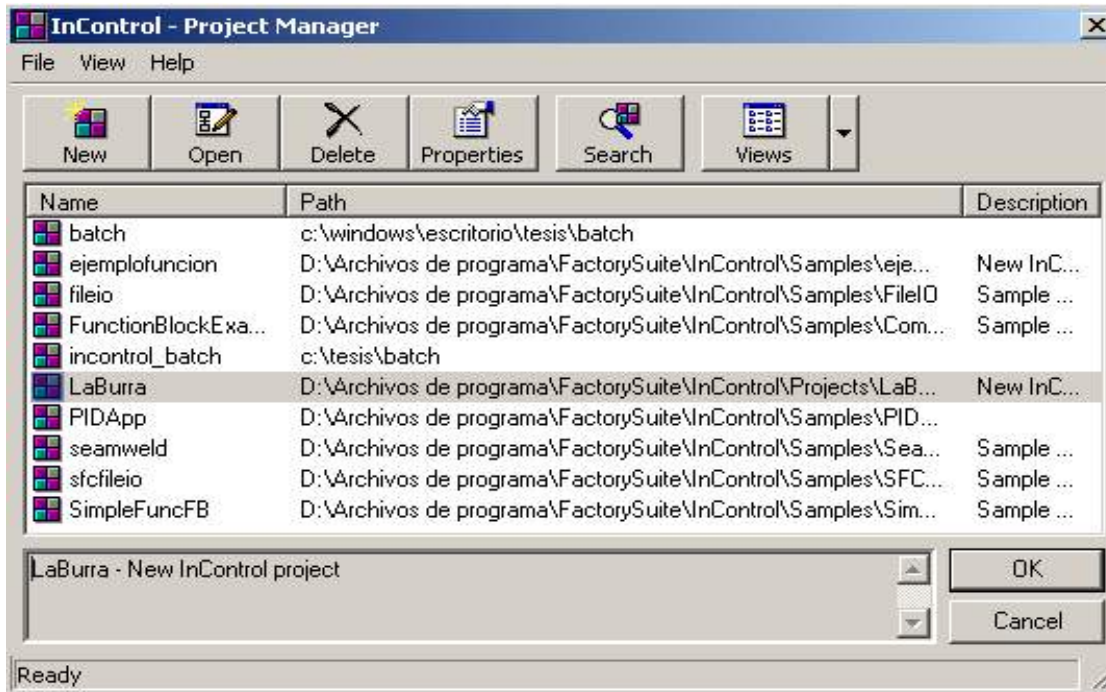 InControl - Project Manager
File View Help
New Open Delete Properties Search Views
Name Path Description
batch c:\windows\escritorio\tesis\batch
ejemplofuncion D:\Archivos de programa\FactorySuite\InControl\Samples\eje... New InC...
fileio D:\Archivos de programa\FactorySuite\InControl\Samples\FileIO Sample ...
FunctionBlockExa... D:\Archivos de programa\FactorySuite\InControl\Samples\Com... Sample ...
incontrol_batch c:\tesis\batch
LaBurra D:\Archivos de programa\FactorySuite\InControl\Projects\LaB... New InC...
PIDApp D:\Archivos de programa\FactorySuite\InControl\Samples\PID...
seamweld D:\Archivos de programa\FactorySuite\InControl\Samples\Sea... Sample ...
sfcfileio D:\Archivos de programa\FactorySuite\InControl\Samples\SFC... Sample ...
SimpleFuncFB D:\Archivos de programa\FactorySuite\InControl\Samples\Sim... Sample ...
LaBurra - New InControl project
OK
Cancel
Ready